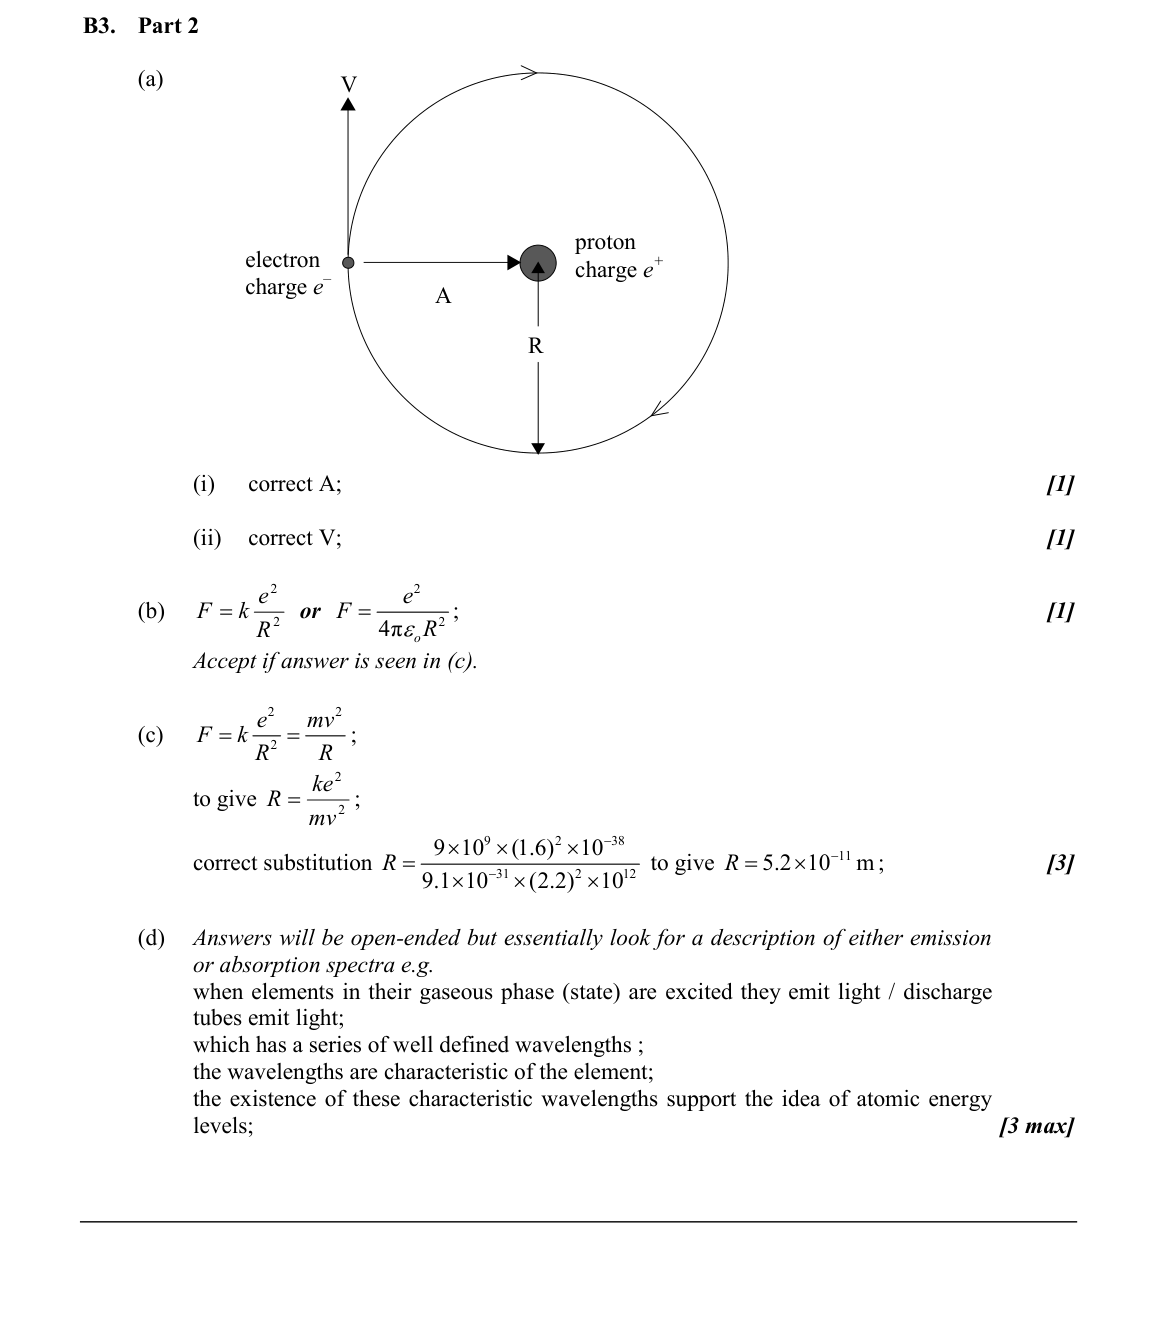 B3. Part 2
(a)
V
electron
charge e⁻
A
proton
charge e⁺
R
(i) correct A; [1]
(ii) correct V; [1]
(b) F = k e²/R² or F = e²/4πεₒR² ; [1]
Accept if answer is seen in (c).
(c) F = k e²/R² = mv²/R ;
to give R = ke²/mv² ;
correct substitution R = 9×10⁹ ×(1.6)² ×10⁻³⁸/9.1×10⁻³¹ ×(2.2)² ×10¹² to give R = 5.2×10⁻¹¹ m ; [3]
(d) Answers will be open-ended but essentially look for a description of either emission
or absorption spectra e.g.
when elements in their gaseous phase (state) are excited they emit light / discharge
tubes emit light;
which has a series of well defined wavelengths ;
the wavelengths are characteristic of the element;
the existence of these characteristic wavelengths support the idea of atomic energy
levels; [3 max]